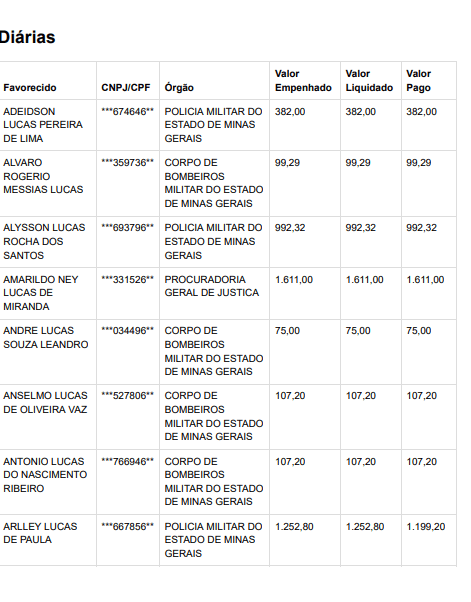 Diárias
Favorecido CNPJ/CPF Órgão Valor Empenhado Valor Liquidado Valor Pago
ADEIDSON LUCAS PEREIRA DE LIMA ***674646** POLICIA MILITAR DO ESTADO DE MINAS GERAIS 382,00 382,00 382,00
ALVARO ROGERIO MESSIAS LUCAS ***359736** CORPO DE BOMBEIROS MILITAR DO ESTADO DE MINAS GERAIS 99,29 99,29 99,29
ALYSSON LUCAS ROCHA DOS SANTOS ***693796** POLICIA MILITAR DO ESTADO DE MINAS GERAIS 992,32 992,32 992,32
AMARILDO NEY LUCAS DE MIRANDA ***331526** PROCURADORIA GERAL DE JUSTICA 1.611,00 1.611,00 1.611,00
ANDRE LUCAS SOUZA LEANDRO ***034496** CORPO DE BOMBEIROS MILITAR DO ESTADO DE MINAS GERAIS 75,00 75,00 75,00
ANSELMO LUCAS DE OLIVEIRA VAZ ***527806** CORPO DE BOMBEIROS MILITAR DO ESTADO DE MINAS GERAIS 107,20 107,20 107,20
ANTONIO LUCAS DO NASCIMENTO RIBEIRO ***766946** CORPO DE BOMBEIROS MILITAR DO ESTADO DE MINAS GERAIS 107,20 107,20 107,20
ARLLEY LUCAS DE PAULA ***667856** POLICIA MILITAR DO ESTADO DE MINAS GERAIS 1.252,80 1.252,80 1.199,20